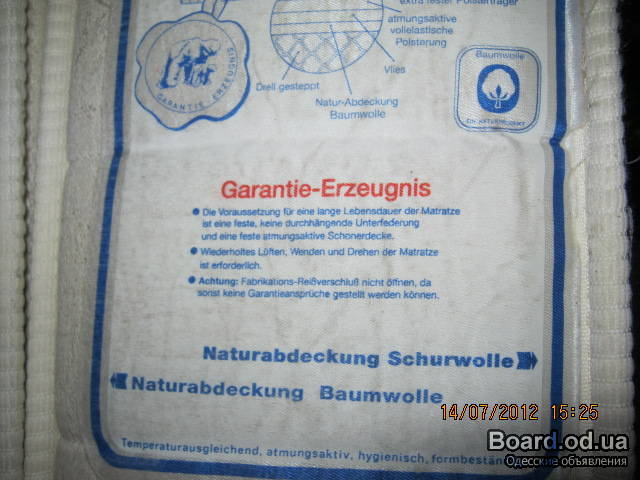 extra fester Polsterträger
atmungsaktive
vollelastische
Polsterung
Vlies
Drell gesteppt
Natur-Abdeckung
Baumwolle
GARANTIE - ERZEUGNIS
Baumwolle
EIN NATURPRODUKT
Garantie-Erzeugnis
● Die Voraussetzung für eine lange Lebensdauer der Matratze
ist eine feste, keine durchhängende Unterfederung
und eine feste atmungsaktive Schonerdecke.
● Wiederholtes Lüften, Wenden und Drehen der Matratze
ist erforderlich.
● Achtung: Fabrikations-Reißverschluß nicht öffnen, da
sonst keine Garantieansprüche gestellt werden können.
Naturabdeckung Schurwolle
Naturabdeckung Baumwolle
Temperaturausgleichend, atmungsaktiv, hygienisch, formbestän
14/07/2012 15:25
Board.od.ua
Одесские объявления